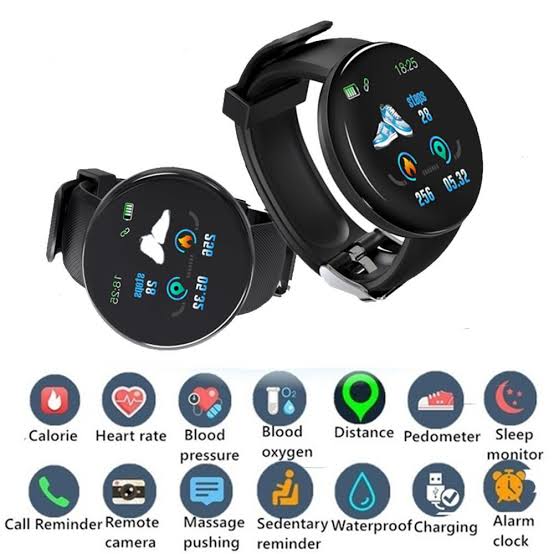 18:25
steps
28
256 05.32
18:25
steps
28
256
05.32
O₂
Calorie
Heart rate
Blood
pressure
Blood
oxygen
Distance
Pedometer
Sleep
monitor
Call Reminder
Remote
camera
Massage
pushing
Sedentary
reminder
Waterproof
Charging
Alarm
clock